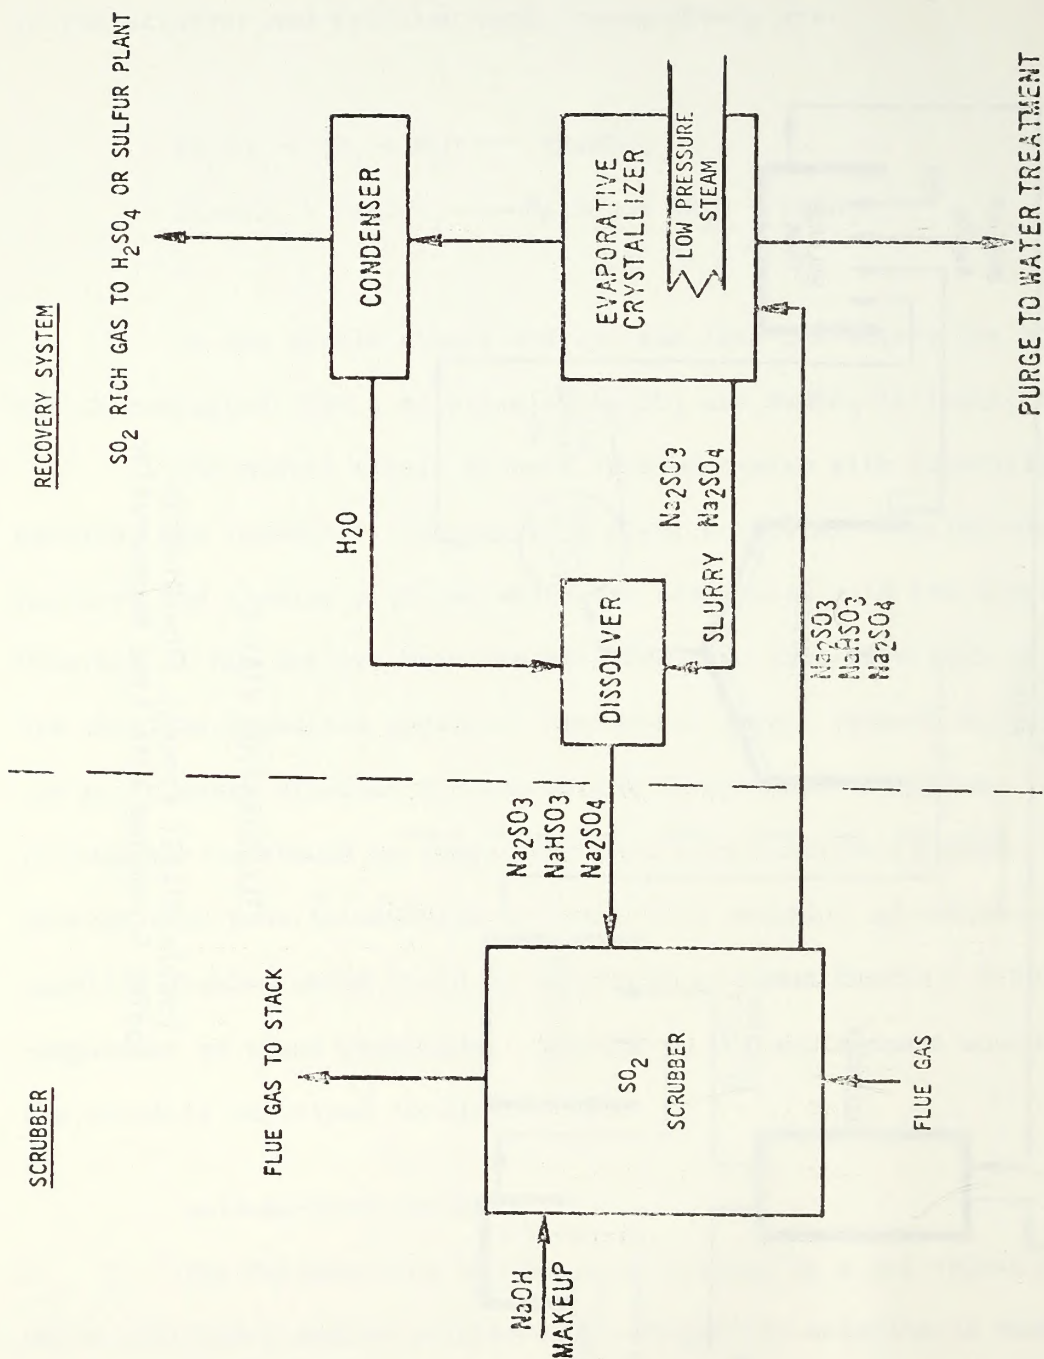 SCRUBBER
RECOVERY SYSTEM
SO2 RICH GAS TO H2SO4 OR SULFUR PLANT
FLUE GAS TO STACK
CONDENSER
H2O
EVAPORATIVE
CRYSTALLIZER
LOW PRESSURE
STEAM
DISSOLVER
SLURRY
Na2SO3
Na2SO4
Na2SO3
NaHSO3
Na2SO4
SO2
SCRUBBER
NaOH
MAKEUP
FLUE GAS
Na2SO3
NaHSO3
Na2SO4
PURGE TO WATER TREATMENT